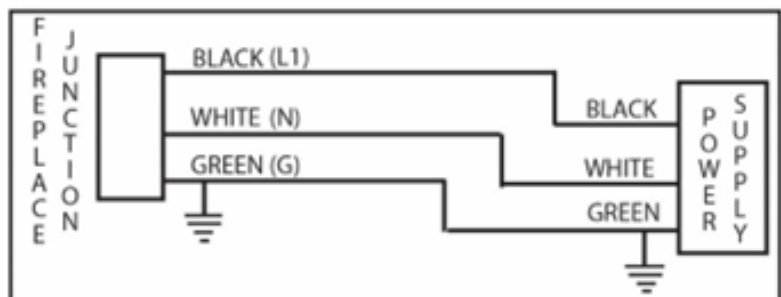 FIREPLACE
JUNCTION
BLACK (L1)
WHITE (N)
GREEN (G)
BLACK
WHITE
GREEN
POWER
SUPPLY